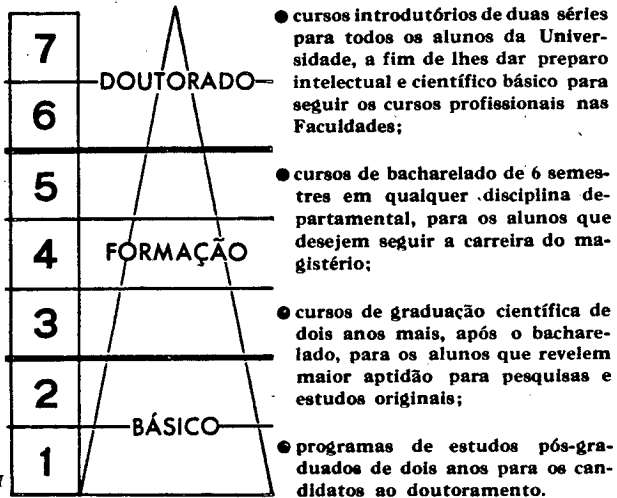 7
6
5
4
3
2
1
DOUTORADO
FORMAÇÃO
BÁSICO
● cursos introdutórios de duas séries
para todos os alunos da Univer-
sidade, a fim de lhes dar preparo
intelectual e científico básico para
seguir os cursos profissionais nas
Faculdades;
● cursos de bacharelado de 6 semes-
tres em qualquer disciplina de-
partamental, para os alunos que
desejem seguir a carreira do ma-
gistério;
● cursos de graduação científica de
dois anos mais, após o bachare-
lado, para os alunos que revelem
maior aptidão para pesquisas e
estudos originais;
● programas de estudos pós-gra-
duados de dois anos para os can-
didatos ao doutoramento.